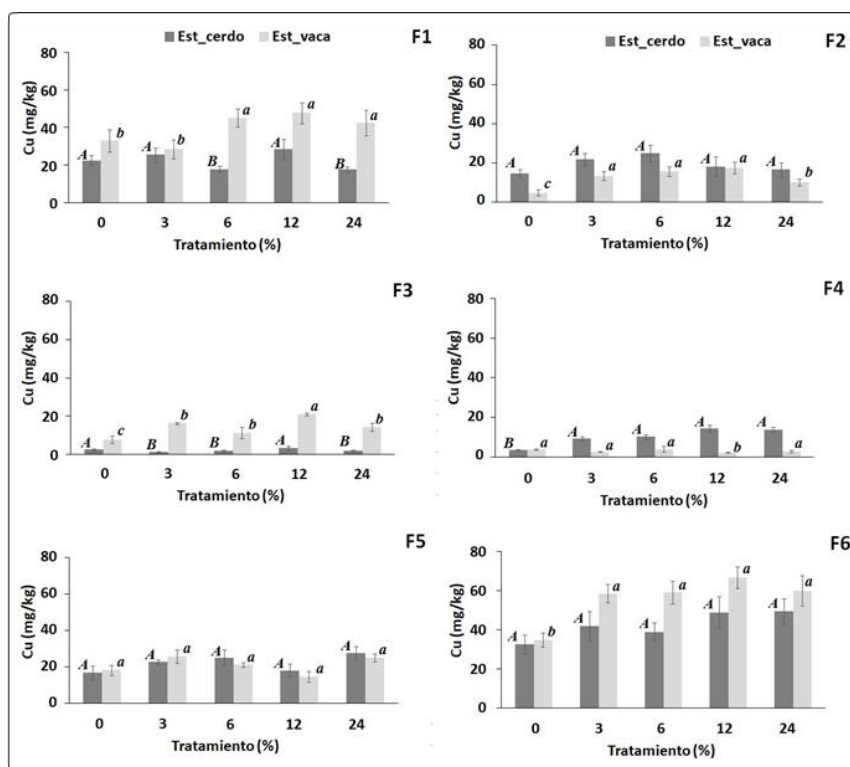 Est_cerdo Est_vaca F1
80
60
40
20
0
Cu (mg/kg)
A b A b B a A a B a
0 3 6 12 24
Tratamiento (%)
Est_cerdo Est_vaca F2
80
60
40
20
0
Cu (mg/kg)
A c A a A a A a A b
0 3 6 12 24
Tratamiento (%)
F3
80
60
40
20
0
Cu (mg/kg)
A c B b B b A a B b
0 3 6 12 24
Tratamiento (%)
F4
80
60
40
20
0
Cu (mg/kg)
B a A a A a A b A a
0 3 6 12 24
Tratamiento (%)
F5
80
60
40
20
0
Cu (mg/kg)
A a A a A a A a A a
0 3 6 12 24
Tratamiento (%)
F6
80
60
40
20
0
Cu (mg/kg)
A b A a A a A a A a
0 3 6 12 24
Tratamiento (%)